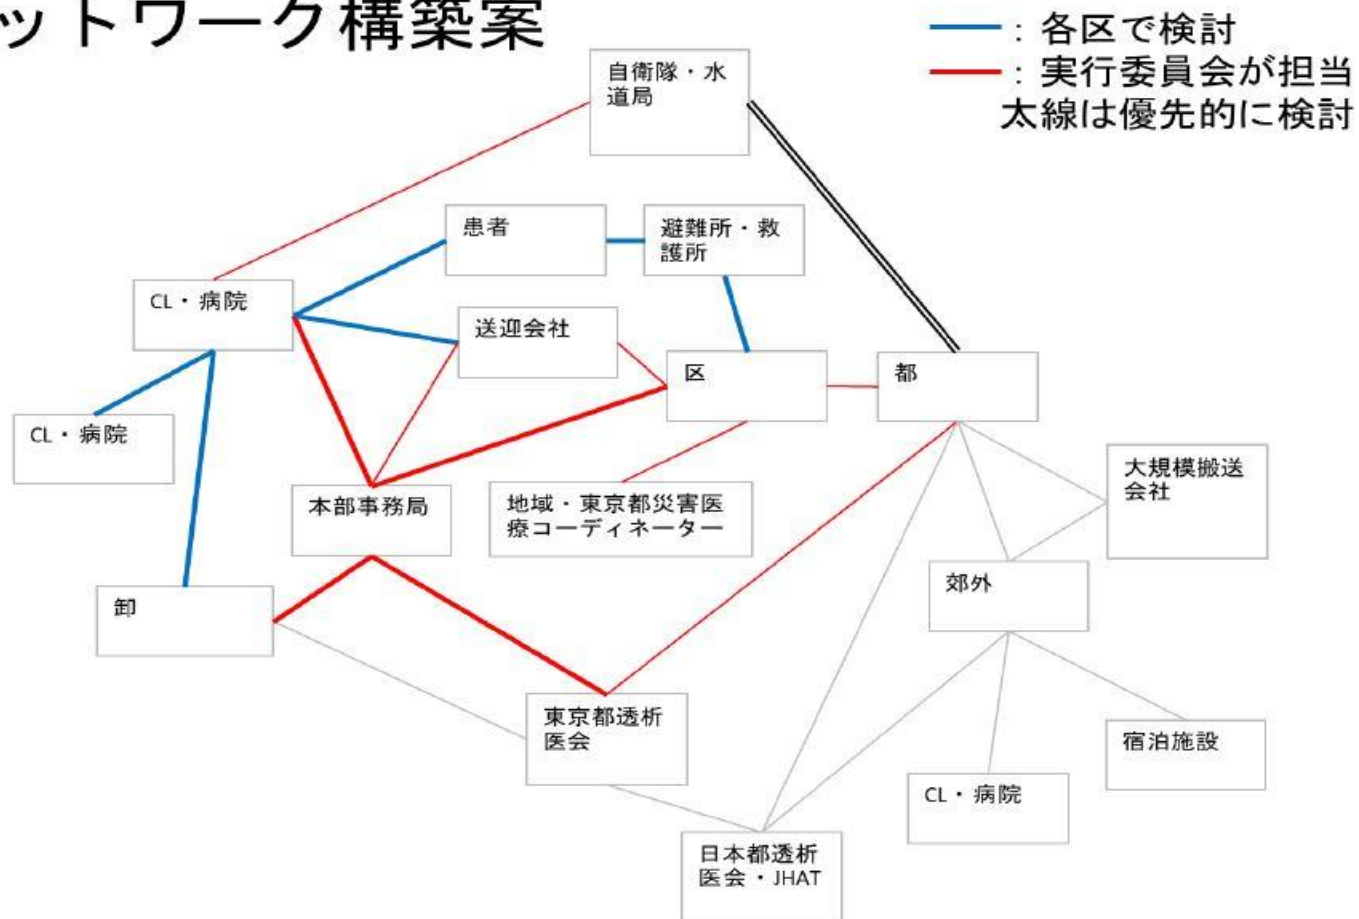 ットワーク構築案
━━：各区で検討
━━：実行委員会が担当
太線は優先的に検討
自衛隊・水
道局
患者
避難所・救
護所
CL・病院
送迎会社
区
都
CL・病院
大規模搬送
会社
本部事務局
地域・東京都災害医
療コーディネーター
郊外
卸
東京都透析
医会
宿泊施設
CL・病院
日本都透析
医会・JHAT